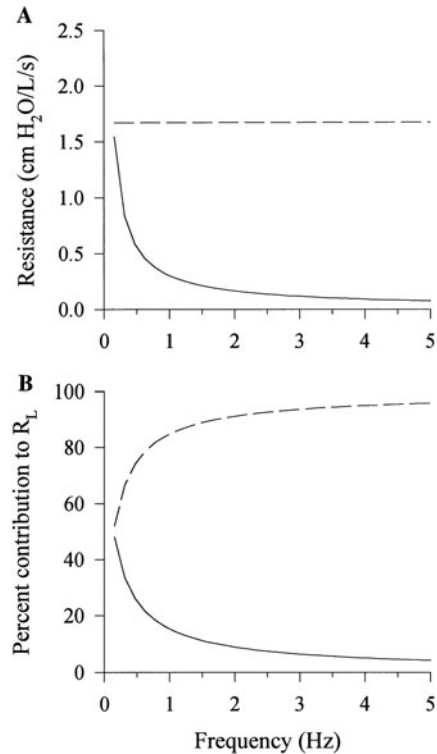 A
Resistance (cm H₂O/L/s)
2.5
2.0
1.5
1.0
0.5
0.0
0 1 2 3 4 5
B
Percent contribution to R_L
100
80
60
40
20
0
0 1 2 3 4 5
Frequency (Hz)